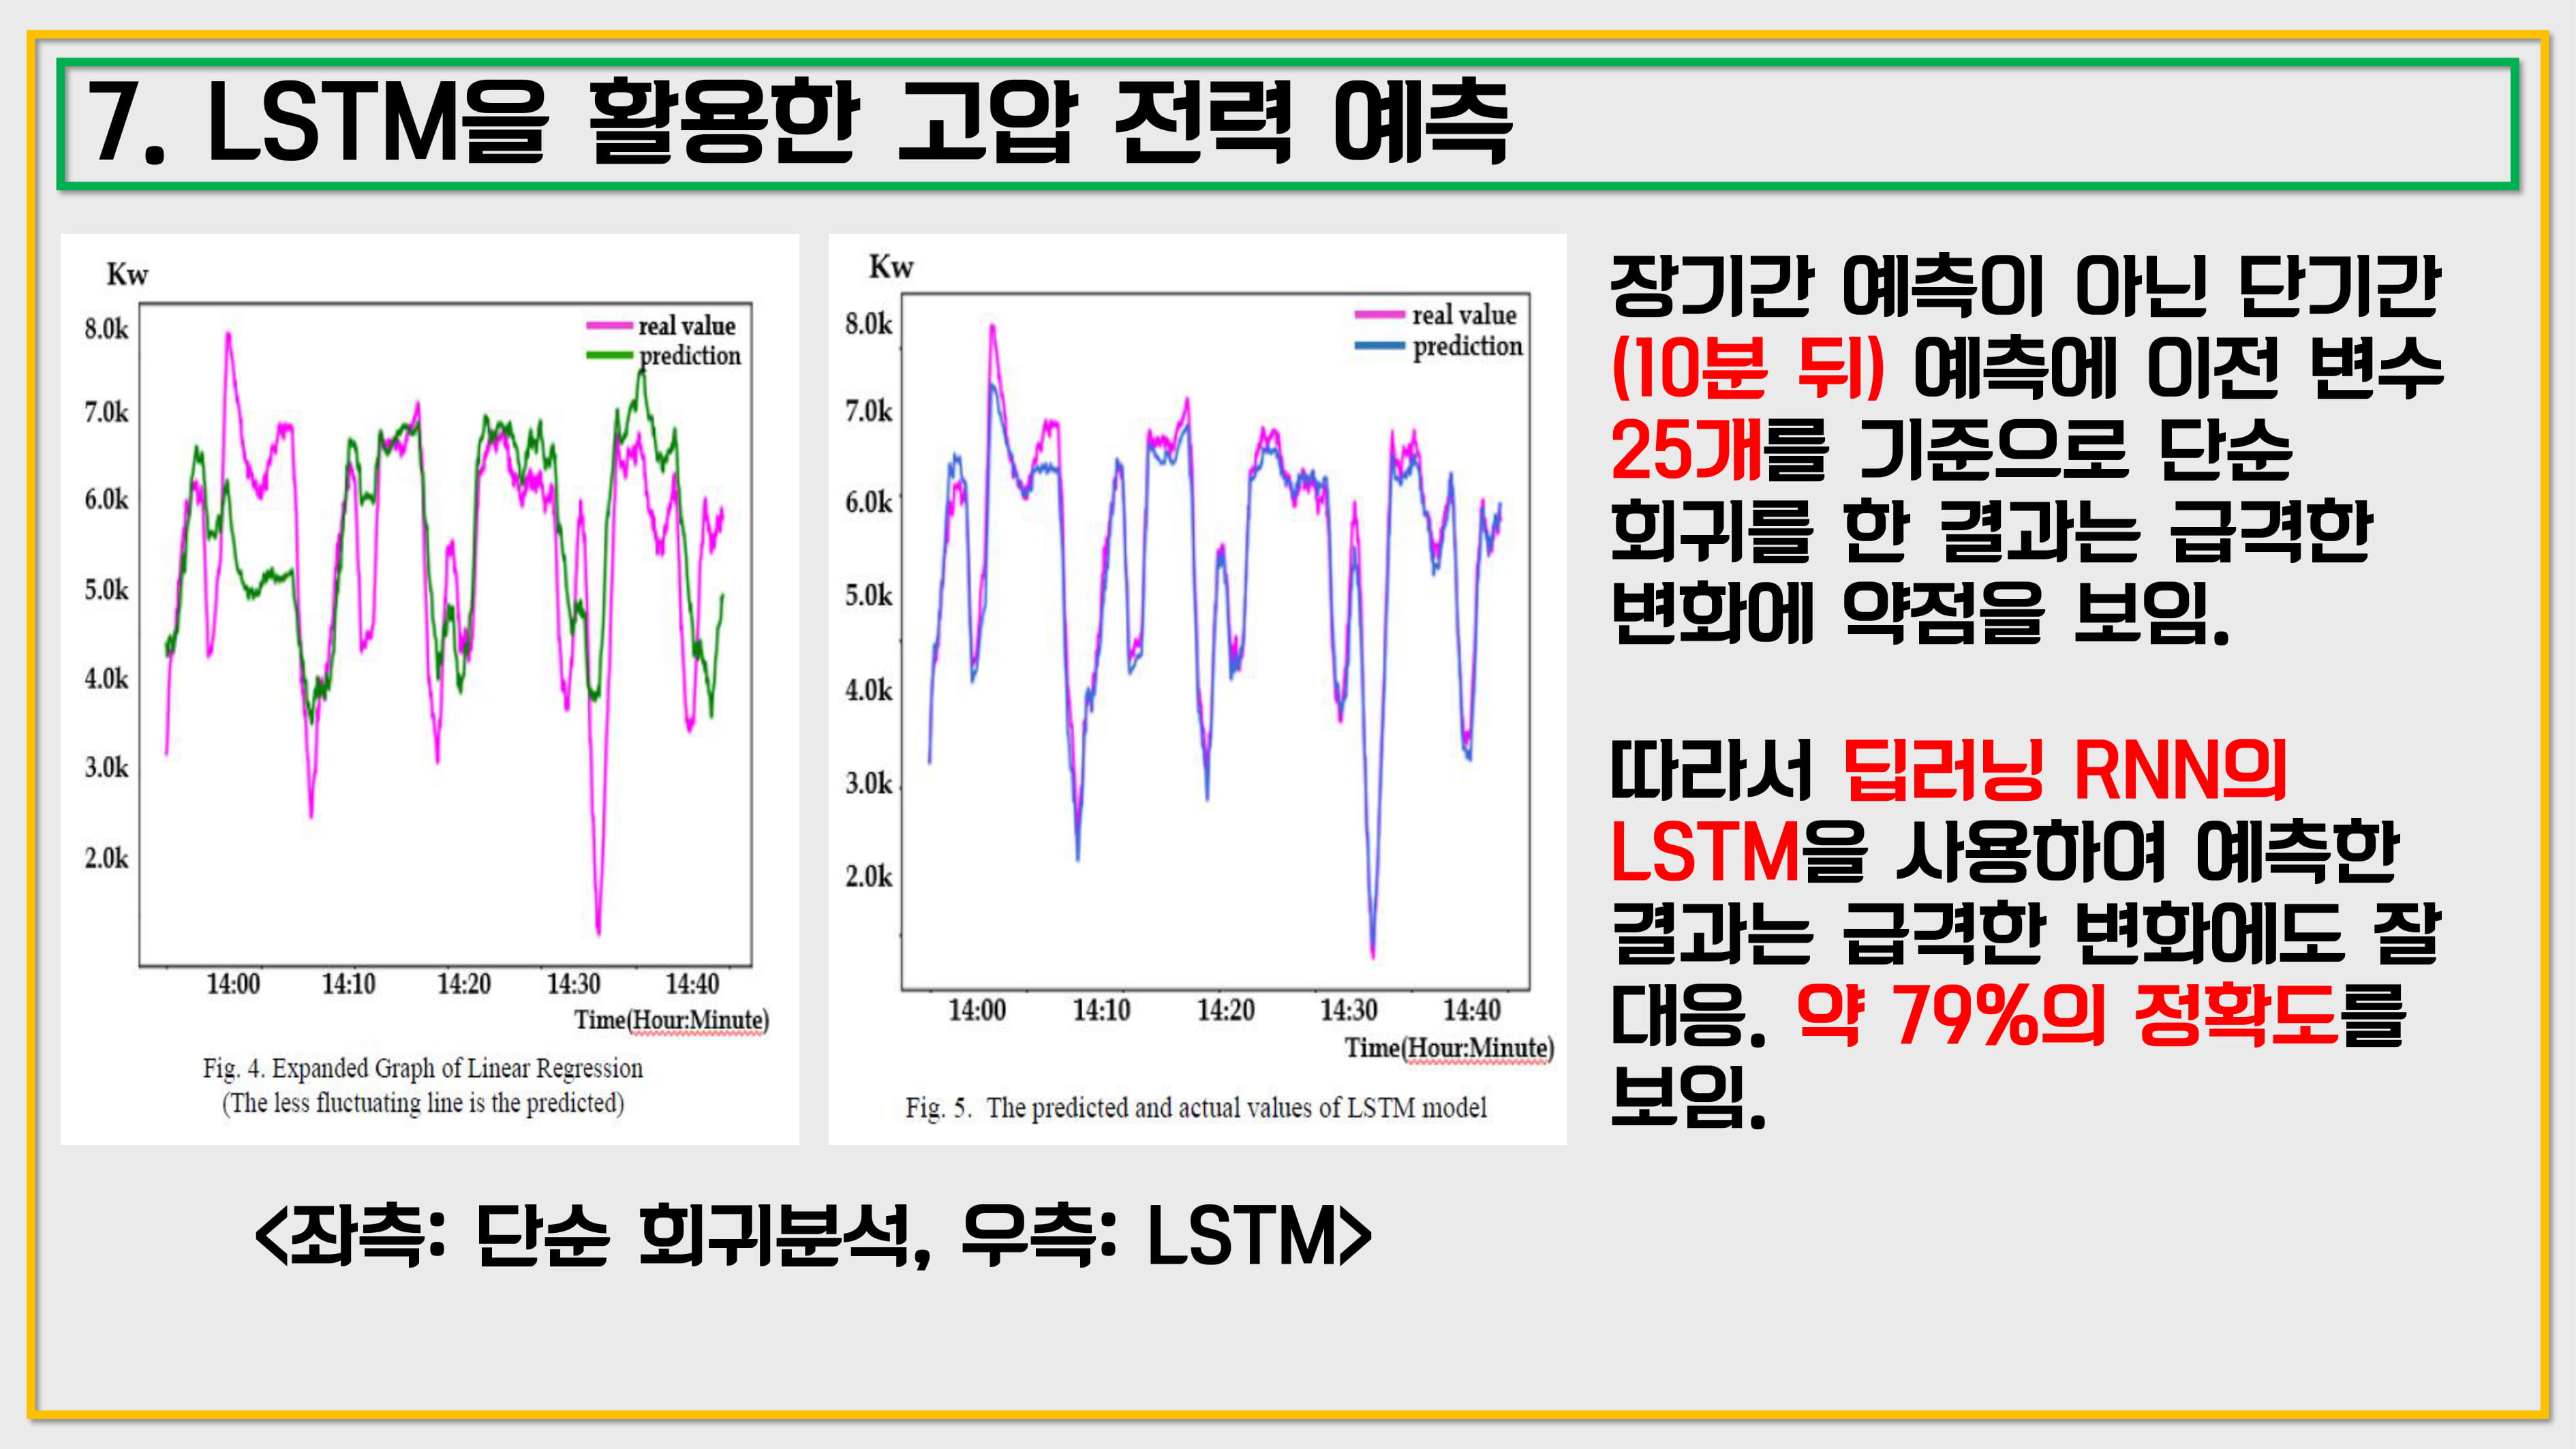 7. LSTM을 활용한 고압 전력 예측
Kw
real value
prediction
8.0k
7.0k
6.0k
5.0k
4.0k
3.0k
2.0k
14:00 14:10 14:20 14:30 14:40
Time(Hour:Minute)
Fig. 4. Expanded Graph of Linear Regression
(The less fluctuating line is the predicted)
Kw
real value
prediction
8.0k
7.0k
6.0k
5.0k
4.0k
3.0k
2.0k
14:00 14:10 14:20 14:30 14:40
Time(Hour:Minute)
Fig. 5. The predicted and actual values of LSTM model
<좌측: 단순 회귀분석, 우측: LSTM>
장기간 예측이 아닌 단기간
(10분 뒤) 예측에 이전 변수
25개를 기준으로 단순
회귀를 한 결과는 급격한
변화에 약점을 보임.
따라서 딥러닝 RNN의
LSTM을 사용하여 예측한
결과는 급격한 변화에도 잘
대응. 약 79%의 정확도를
보임.